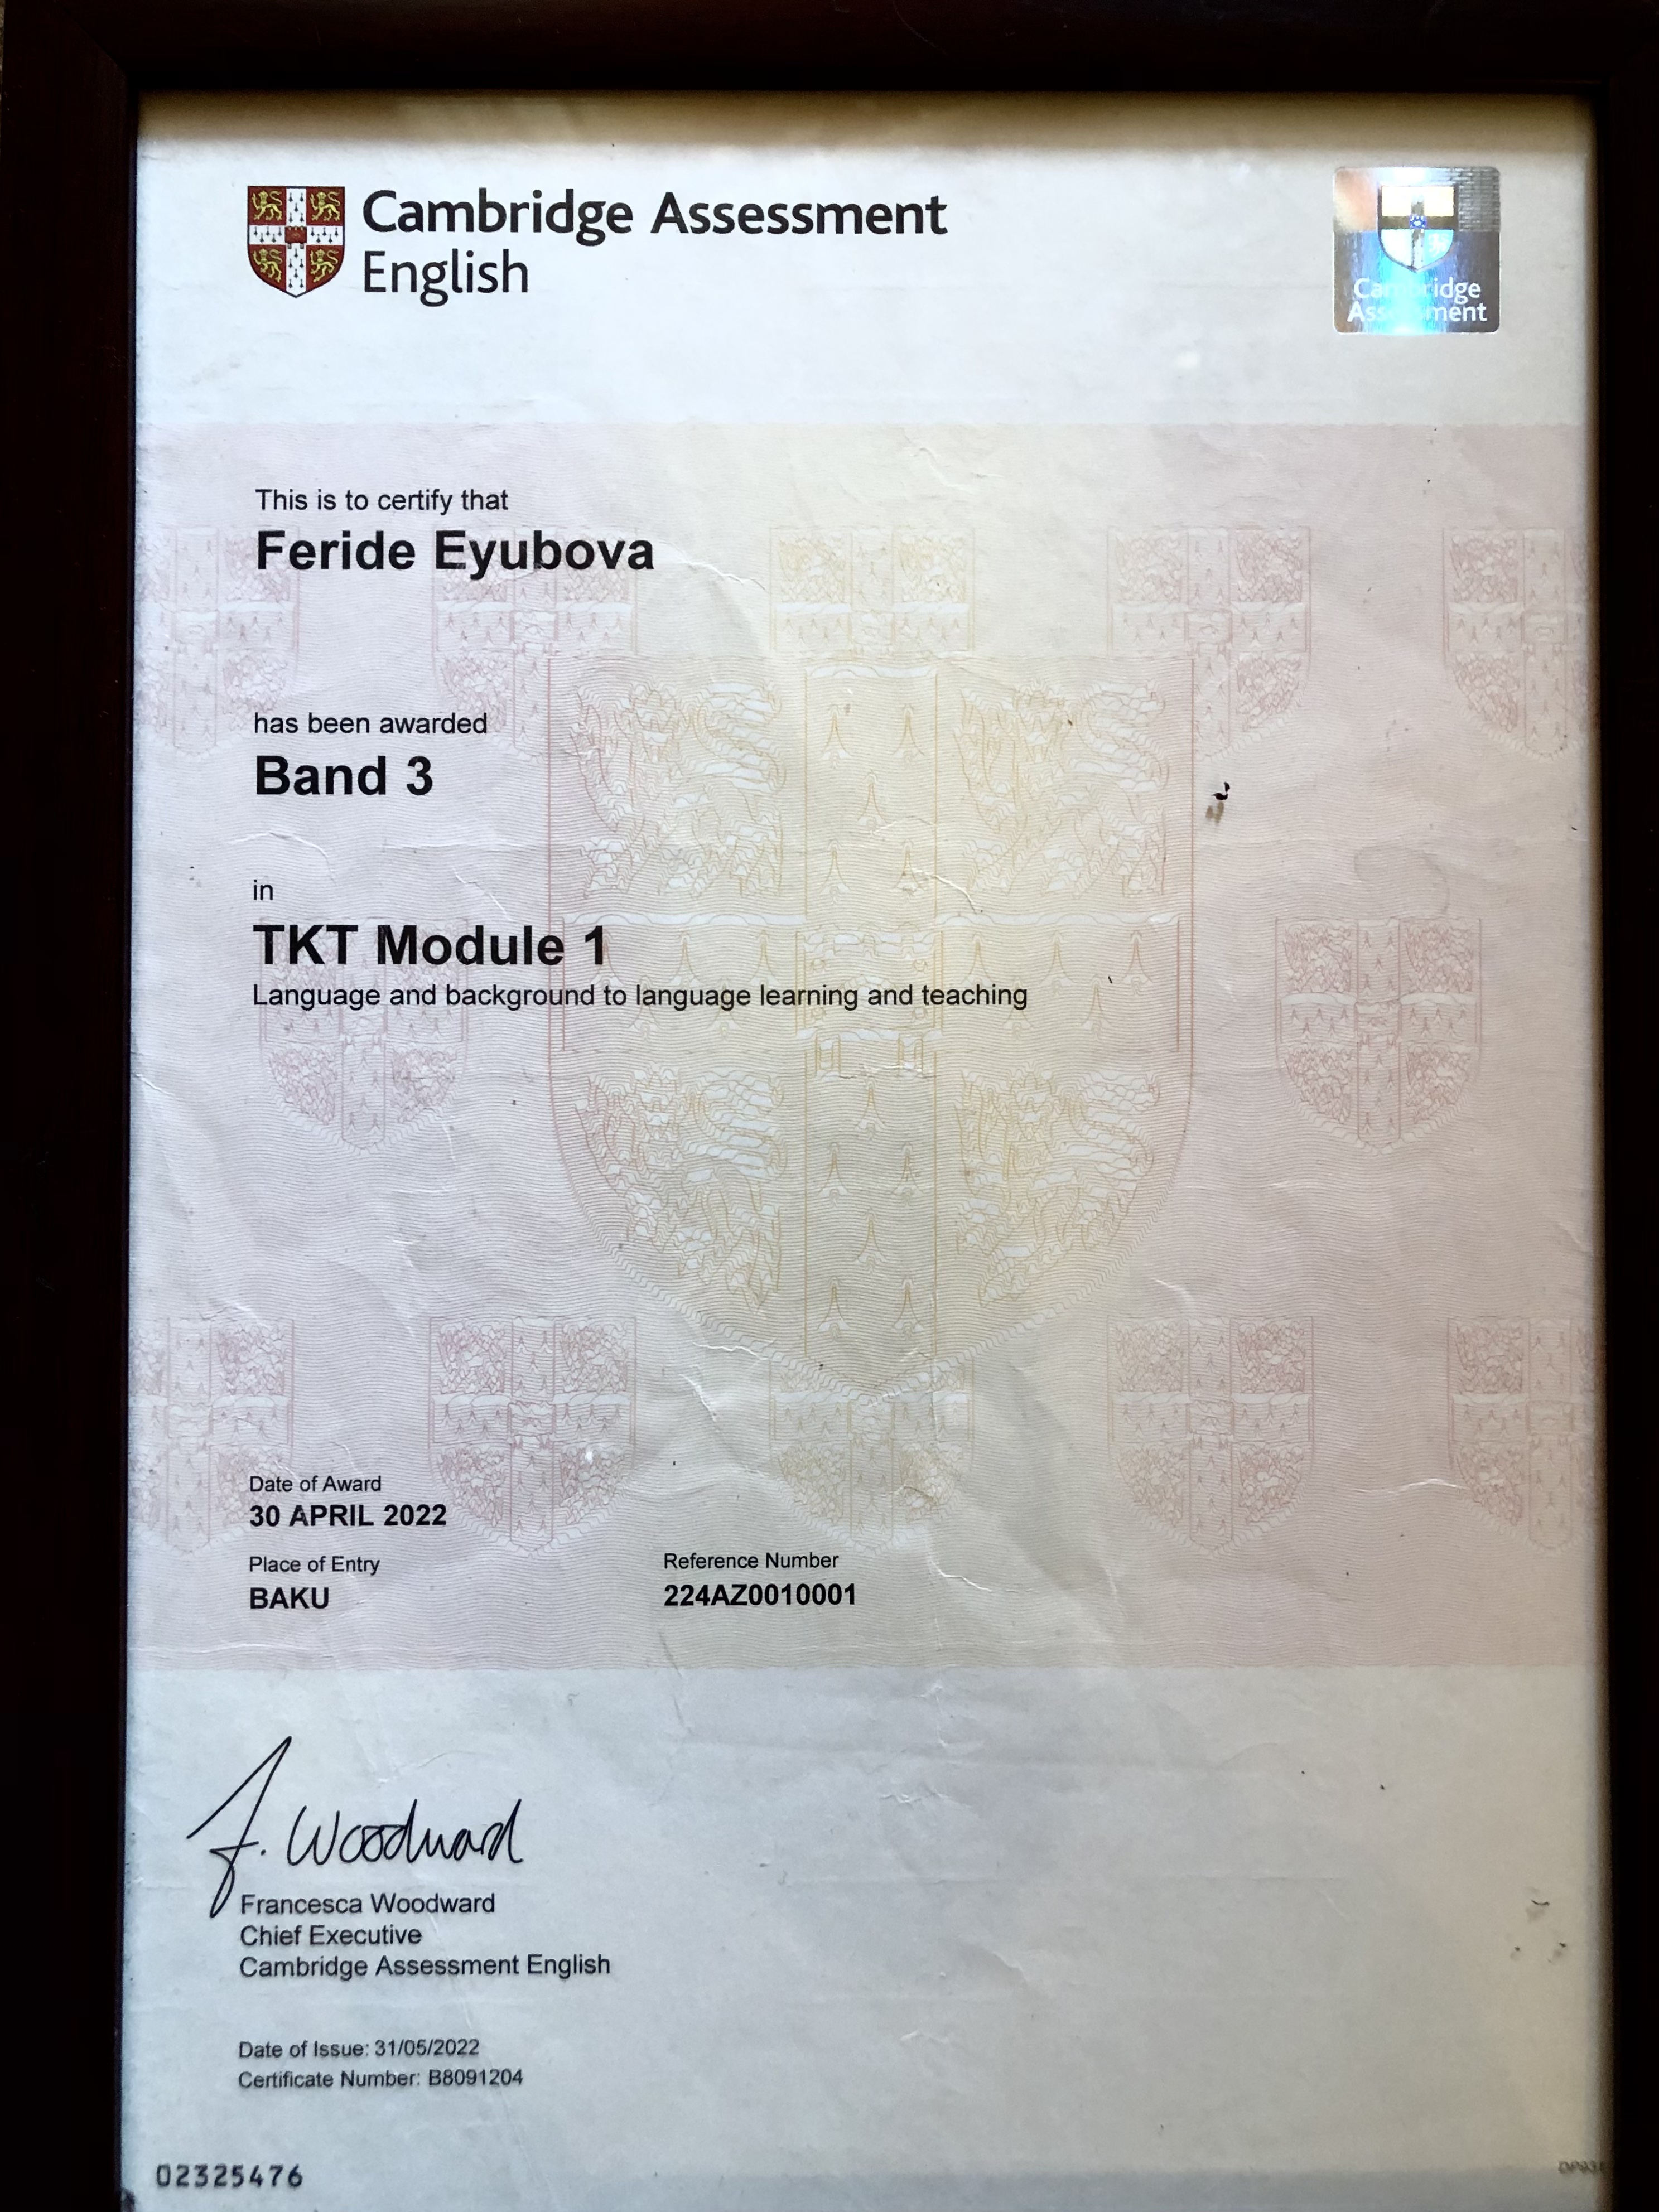 Cambridge Assessment
English
Cambridge
Assessment
This is to certify that
Feride Eyubova
has been awarded
Band 3
in
TKT Module 1
Language and background to language learning and teaching
Date of Award
30 APRIL 2022
Place of Entry
BAKU
Reference Number
224AZ0010001
F. Woodward
Francesca Woodward
Chief Executive
Cambridge Assessment English
Date of Issue: 31/05/2022
Certificate Number: B8091204
02325476